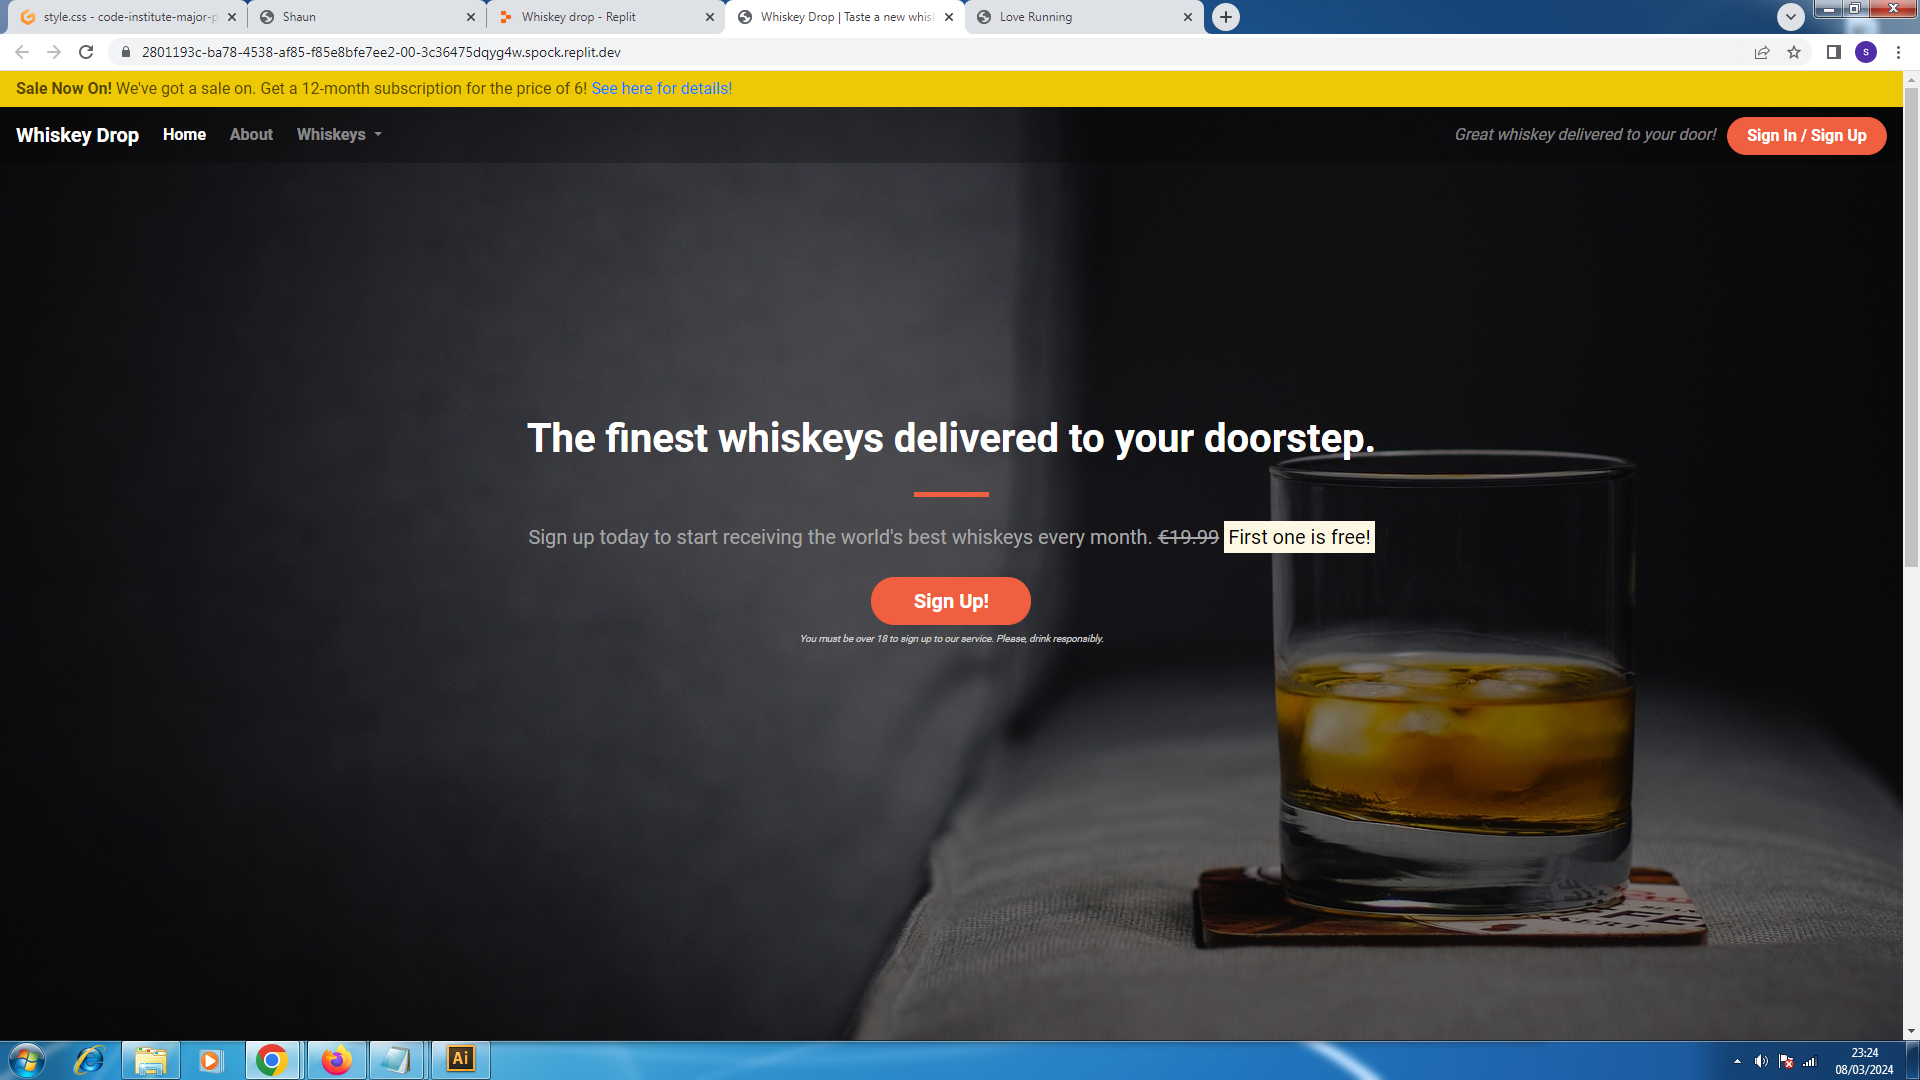 style.css - code-institute-major-p
Shaun
Whiskey drop - Replit
Whiskey Drop | Taste a new whisk
Love Running
2801193c-ba78-4538-af85-f85e8bfe7ee2-00-3c36475dqyg4w.spock.replit.dev
s
Sale Now On! We've got a sale on. Get a 12-month subscription for the price of 6! See here for details!
Whiskey Drop Home About Whiskeys
Great whiskey delivered to your door! Sign In / Sign Up
The finest whiskeys delivered to your doorstep.
Sign up today to start receiving the world's best whiskeys every month. €19.99 First one is free!
Sign Up!
You must be over 18 to sign up to our service. Please, drink responsibly.
Ai
23:24
08/03/2024